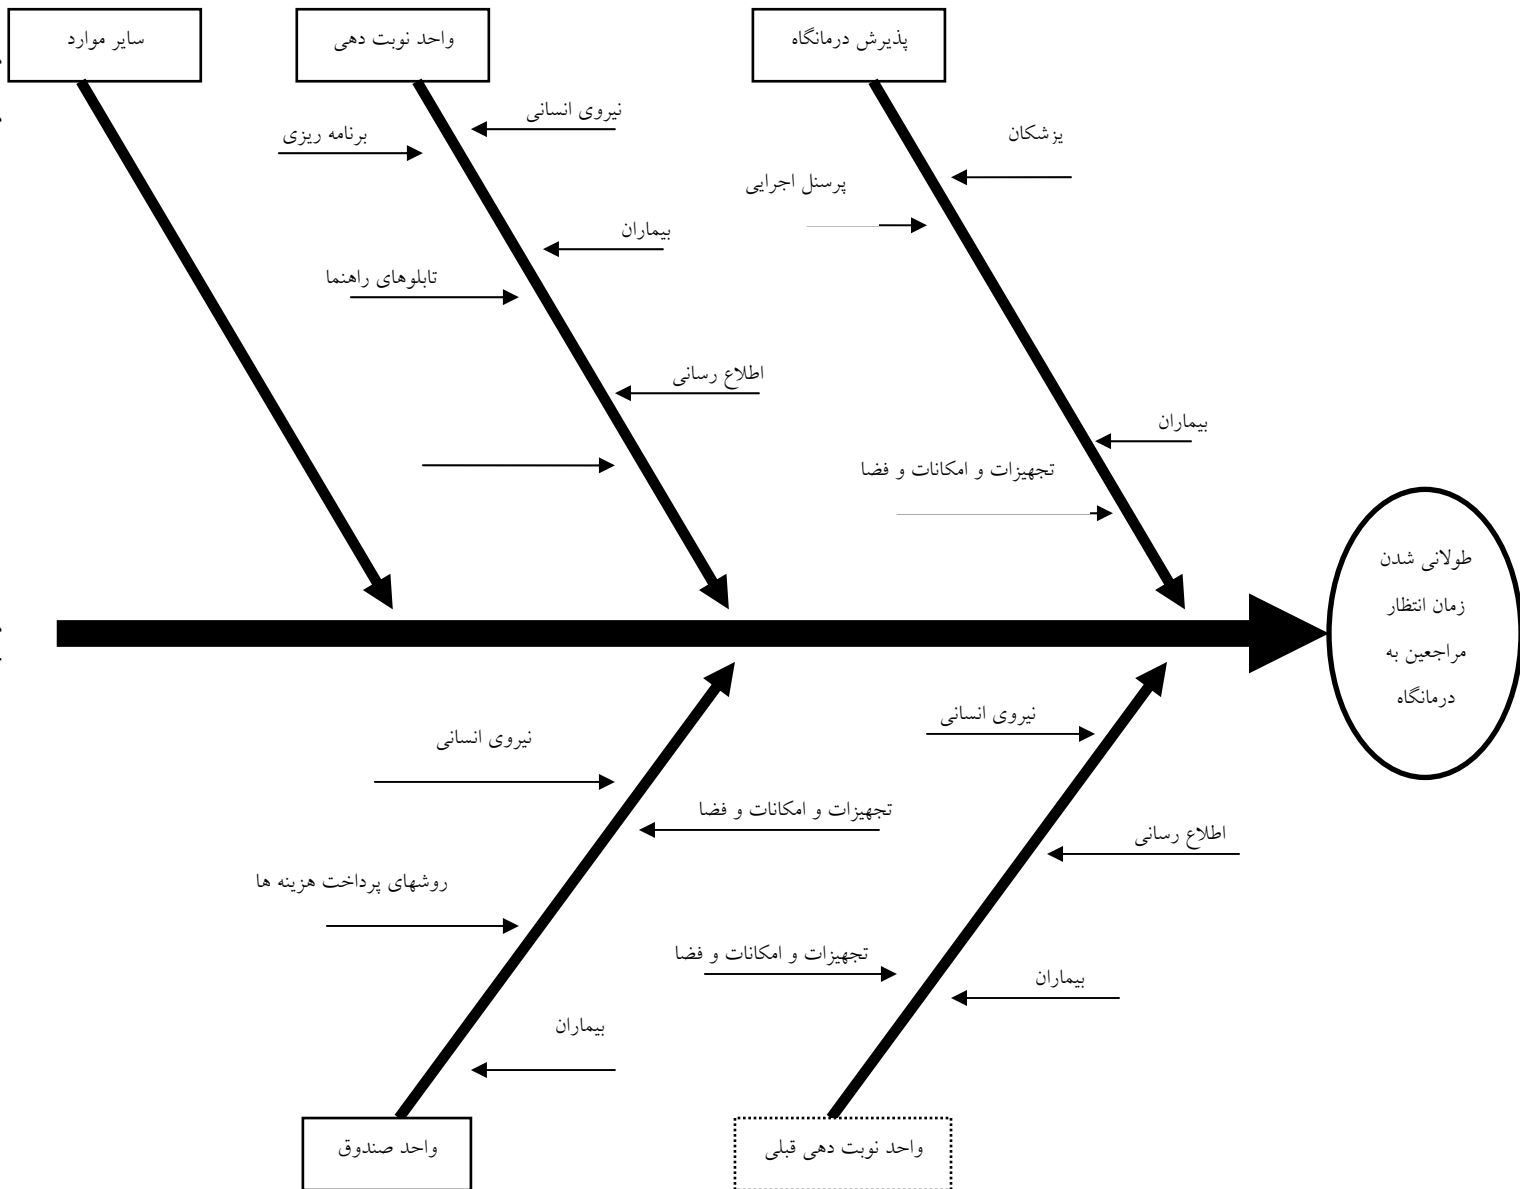 پذیرش درمانگاه
واحد نوبت دهی
سایر موارد
پزشکان
پرسنل اجرایی
بیماران
تجهیزات و امکانات و فضا
نیروی انسانی
برنامه ریزی
بیماران
تابلوهای راهنما
اطلاع رسانی
طولانی شدن
زمان انتظار
مراجعین به
درمانگاه
نیروی انسانی
اطلاع رسانی
تجهیزات و امکانات و فضا
بیماران
نیروی انسانی
تجهیزات و امکانات و فضا
روشهای پرداخت هزینه ها
بیماران
واحد نوبت دهی قبلی
واحد صندوق